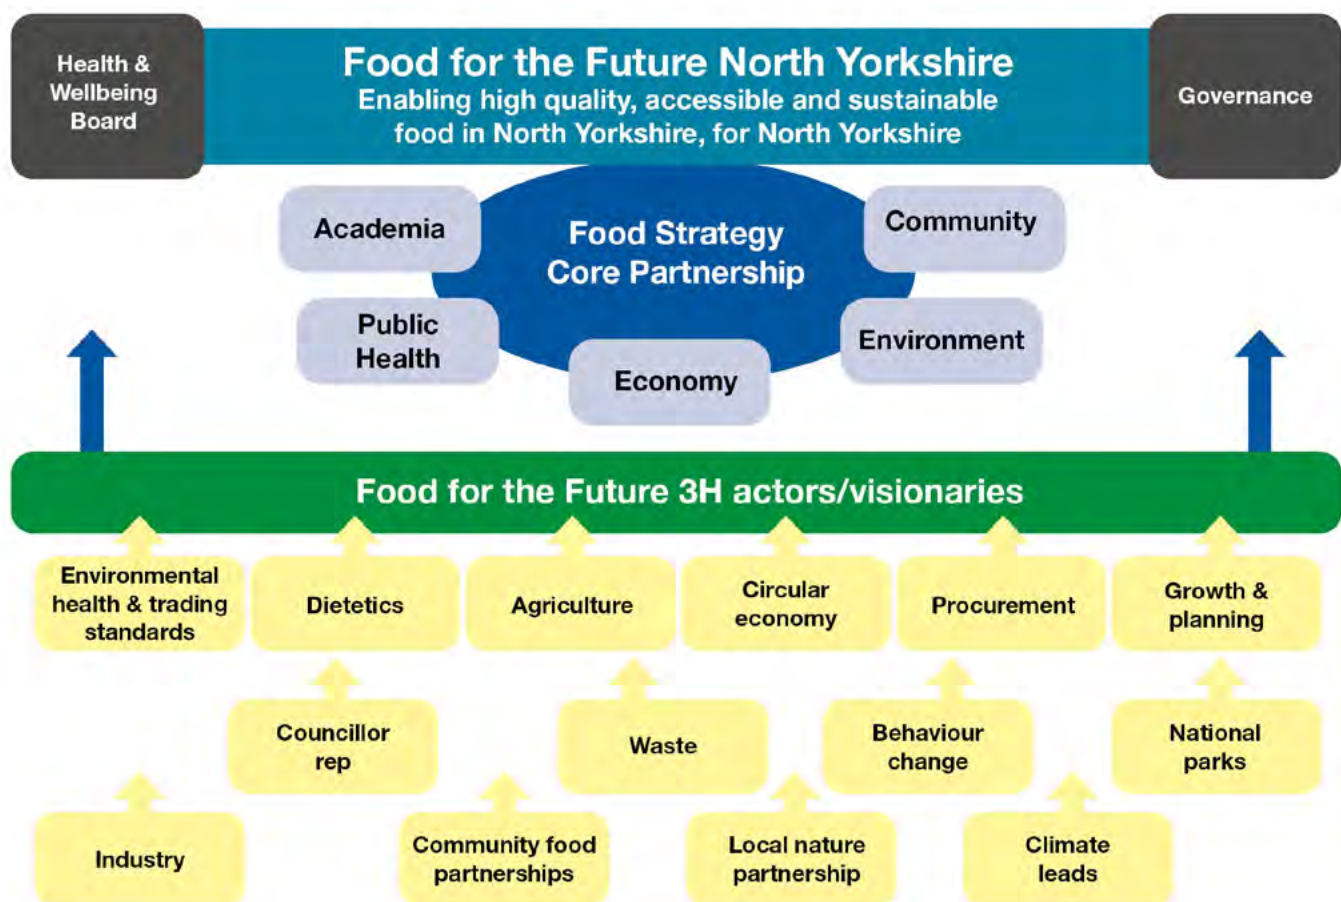 Health &
Wellbeing
Board
Food for the Future North Yorkshire
Enabling high quality, accessible and sustainable
food in North Yorkshire, for North Yorkshire
Governance
Academia
Food Strategy
Core Partnership
Community
Public
Health
Economy
Environment
Food for the Future 3H actors/visionaries
Environmental
health & trading
standards
Dietetics
Agriculture
Circular
economy
Procurement
Growth &
planning
Councillor
rep
Waste
Behaviour
change
National
parks
Industry
Community food
partnerships
Local nature
partnership
Climate
leads